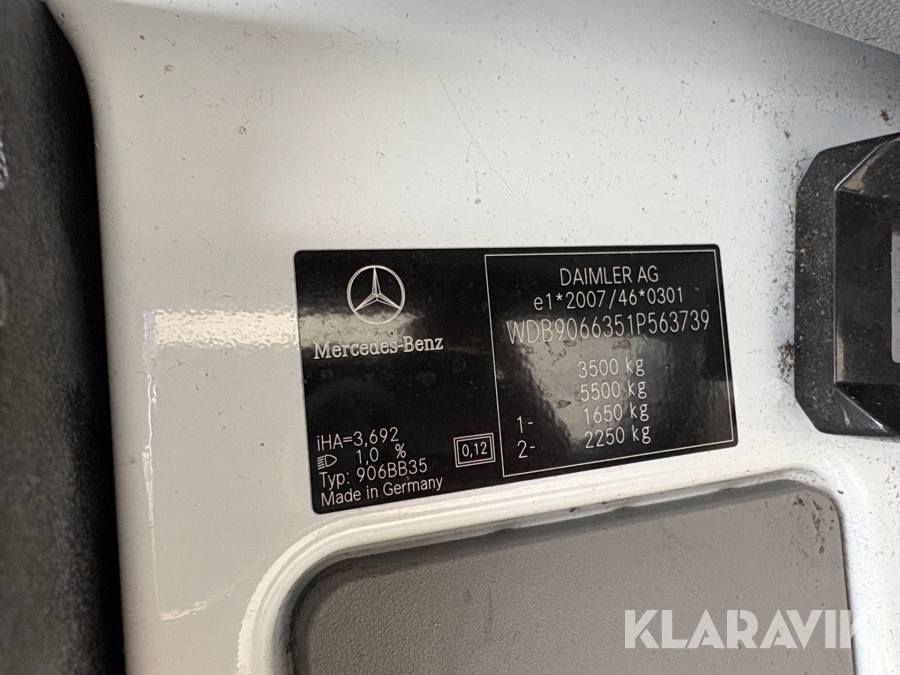 Mercedes-Benz
iHA=3,692
1,0 %
Typ: 906BB35
Made in Germany
0,12
DAIMLER AG
e1*2007/46*0301
WDB9066351P563739
3500 kg
5500 kg
1- 1650 kg
2- 2250 kg
KLARAVIK